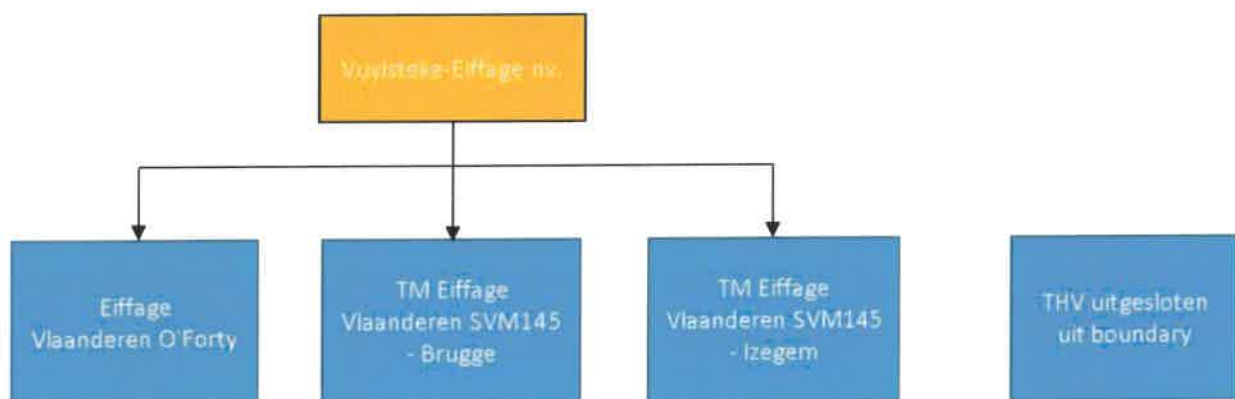 Vuylsteke-Eiffage nv.
Eiffage
Vlaanderen O'Forty
TM Eiffage
Vlaanderen SVM145
- Brugge
TM Eiffage
Vlaanderen SVM145
- Izegem
THV uitgesloten
uit boundary